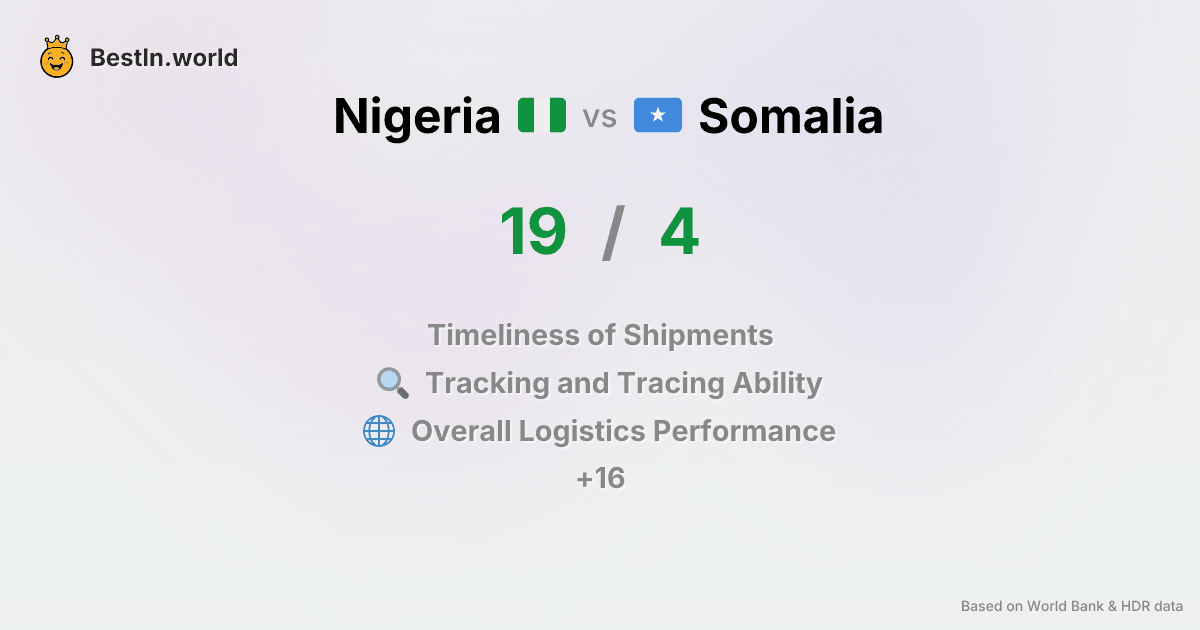 BestIn.world
Nigeria vs Somalia
19 / 4
Timeliness of Shipments
Tracking and Tracing Ability
Overall Logistics Performance
+16
Based on World Bank & HDR data